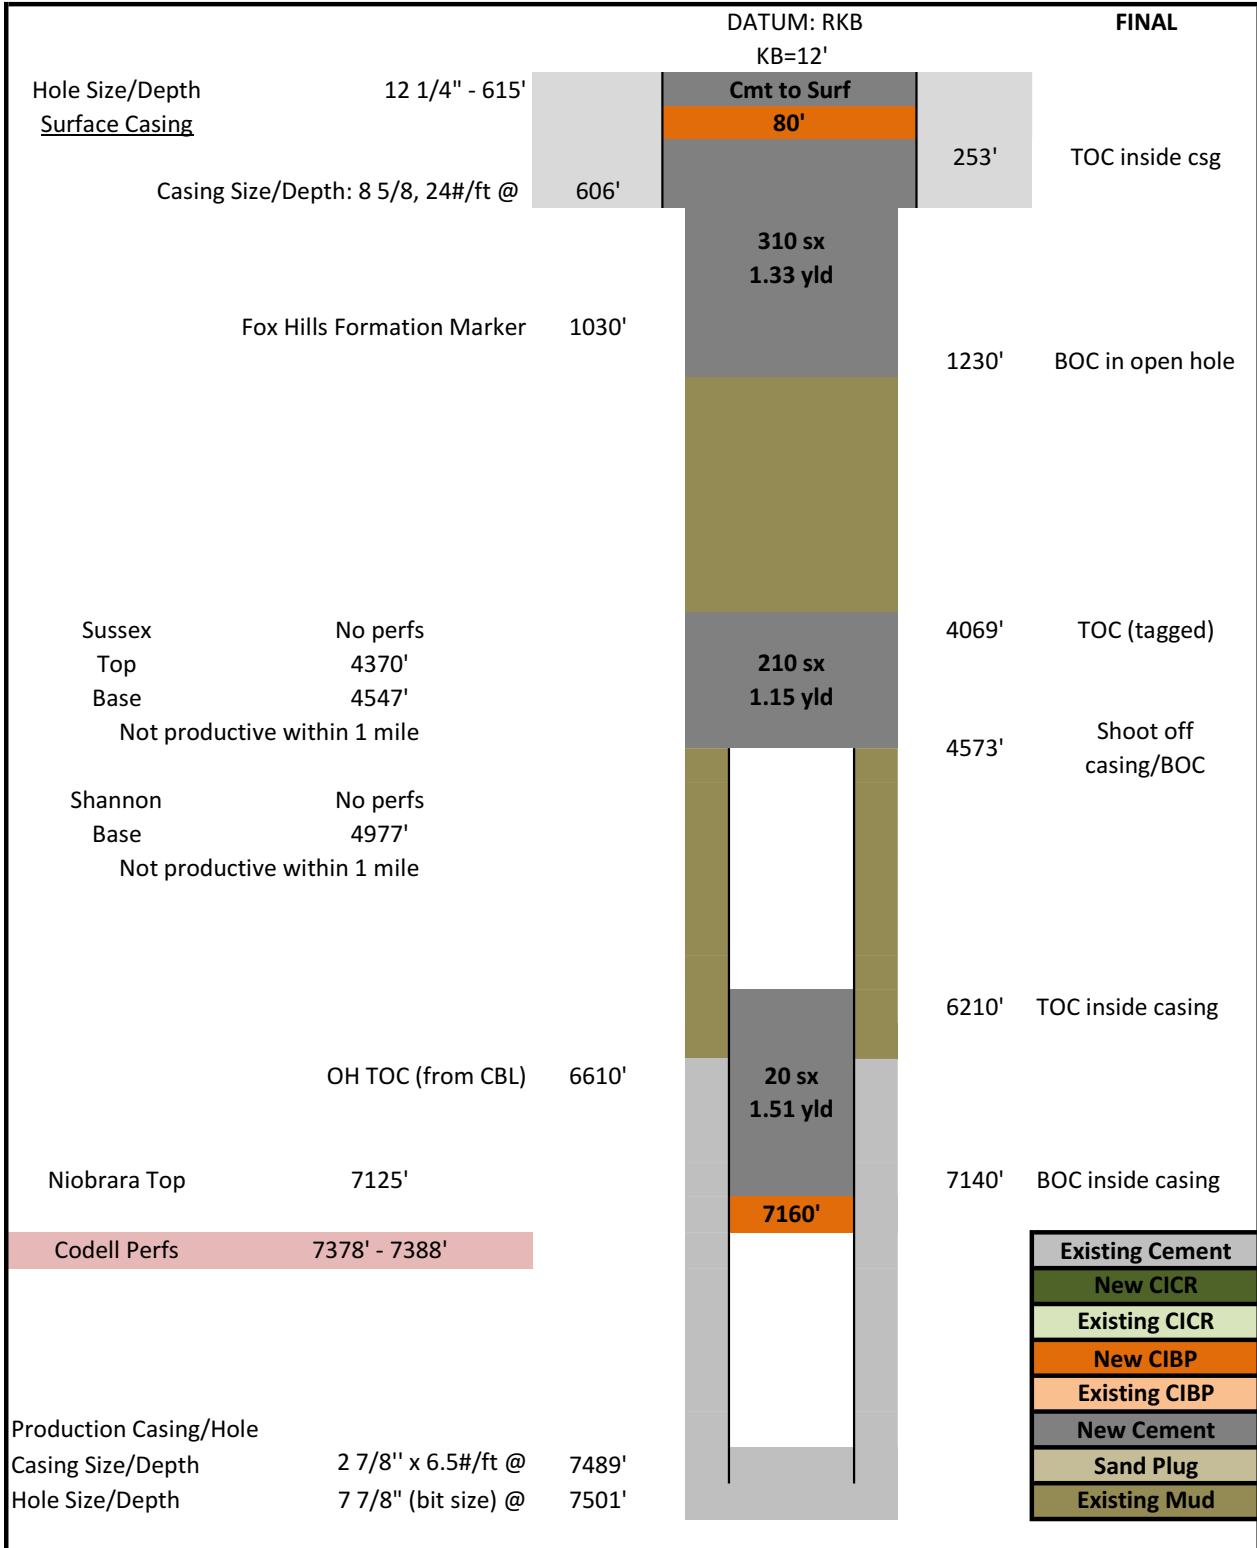 DATUM: RKB FINAL
KB=12'
Hole Size/Depth 12 1/4" - 615' Cmt to Surf
Surface Casing 80'
253' TOC inside csg
Casing Size/Depth: 8 5/8, 24#/ft @ 606'
310 sx
1.33 yld
Fox Hills Formation Marker 1030'
1230' BOC in open hole
Sussex No perfs 4069' TOC (tagged)
Top 4370' 210 sx
Base 4547' 1.15 yld
Not productive within 1 mile
4573' Shoot off
casing/BOC
Shannon No perfs
Base 4977'
Not productive within 1 mile
6210' TOC inside casing
OH TOC (from CBL) 6610' 20 sx
1.51 yld
Niobrara Top 7125' 7140' BOC inside casing
7160'
Codell Perfs 7378' - 7388' Existing Cement
New CICR
Existing CICR
New CIBP
Existing CIBP
Production Casing/Hole New Cement
Casing Size/Depth 2 7/8'' x 6.5#/ft @ 7489' Sand Plug
Hole Size/Depth 7 7/8" (bit size) @ 7501' Existing Mud